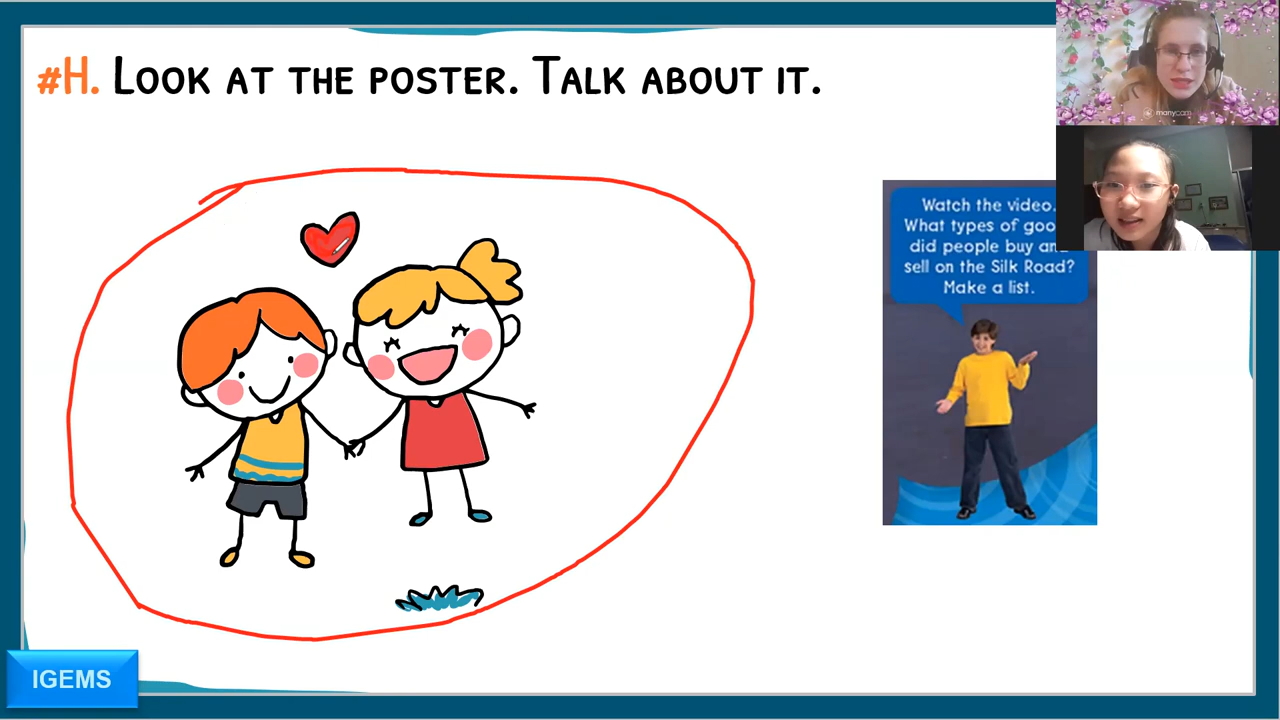 #H. LOOK AT THE POSTER. TALK ABOUT IT.
manycam
Watch the video.
What types of goo
did people buy an
sell on the Silk Road?
Make a list.
IGEMS